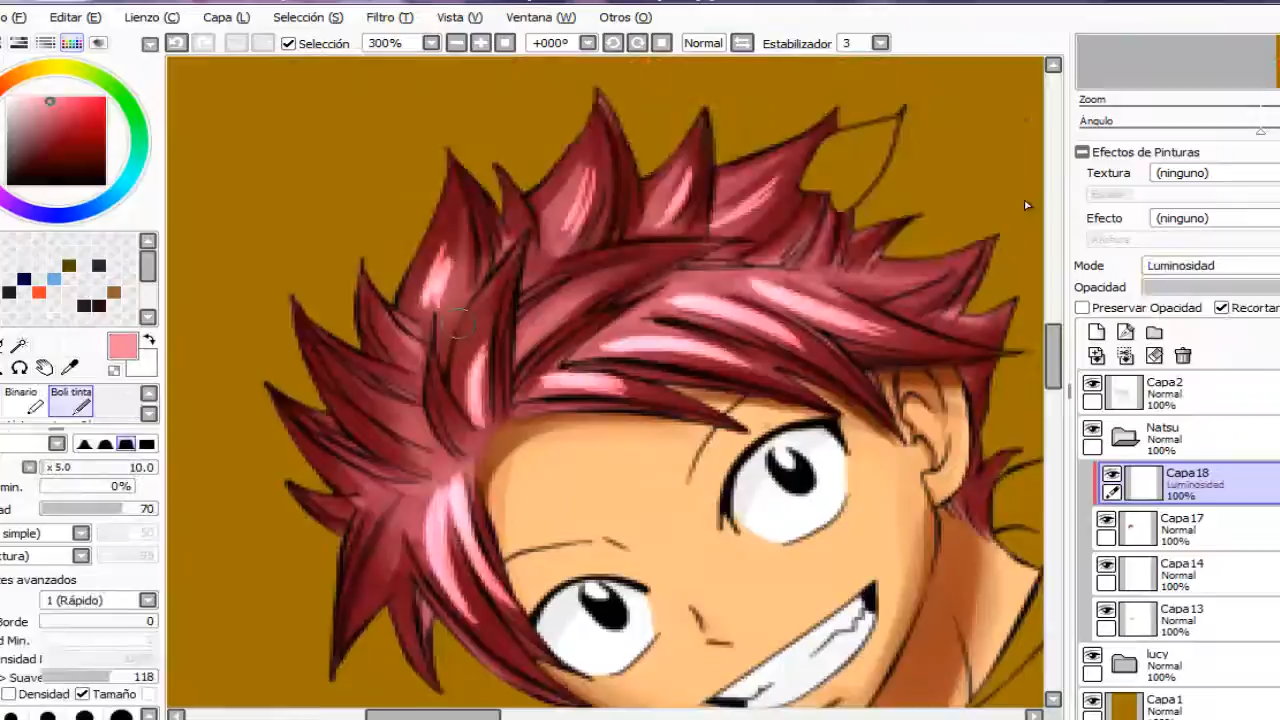 o (F) Editar (E) Lienzo (C) Capa (L) Selección (S) Filtro (T) Vista (V) Ventana (W) Otros (O)
Selección 300% +000° Normal Estabilizador 3
Zoom
Ángulo
Efectos de Pinturas
Textura (ninguno)
Efecto (ninguno)
Mode Luminosidad
Opacidad
Preservar Opacidad Recortar
Capa2
Normal
100%
Natsu
Normal
100%
Capa18
Luminosidad
100%
Capa17
Normal
100%
Capa14
Normal
100%
Capa13
Normal
100%
lucy
Normal
100%
Capa1
Normal
100%
Binario Boli tinta
x 5.0 10.0
min. 0%
ad 70
simple) 50
tura)
tes avanzados
1 (Rápido)
Borde 0
d Min.
nsidad I
> Suave 118
Densidad Tamaño